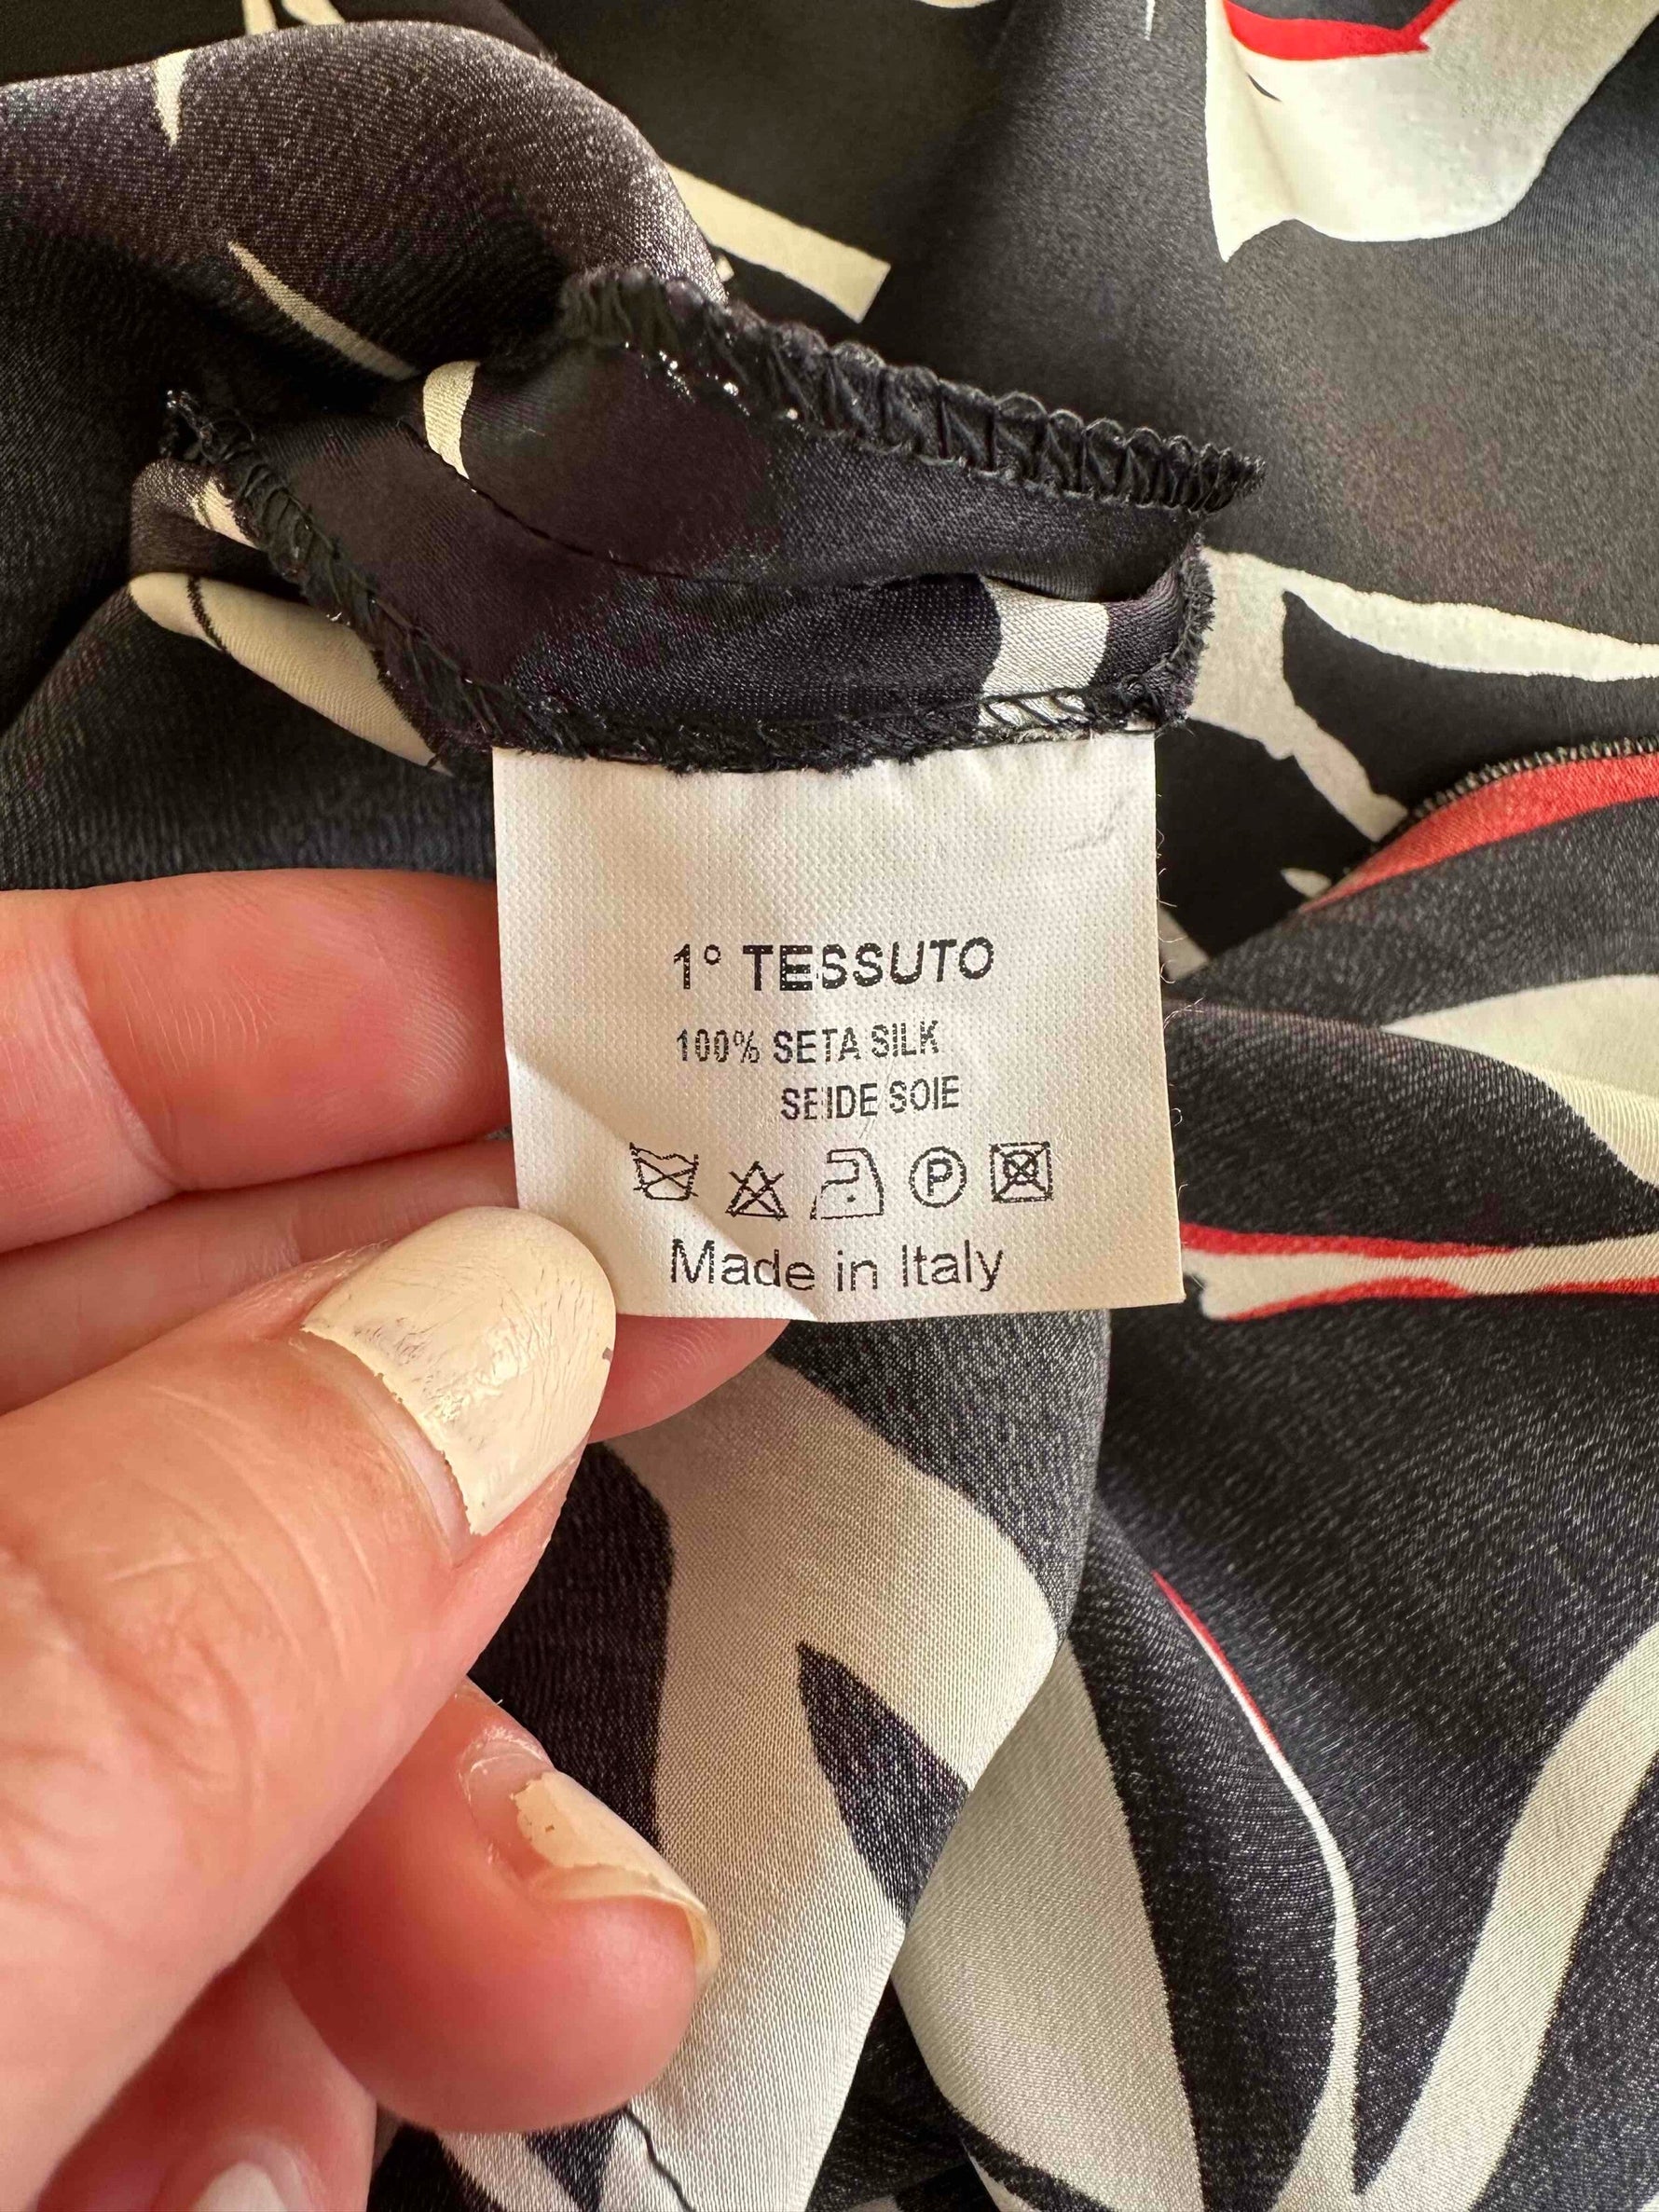 1° TESSUTO
100% SETA SILK
SEIDE SOIE
P
Made in Italy